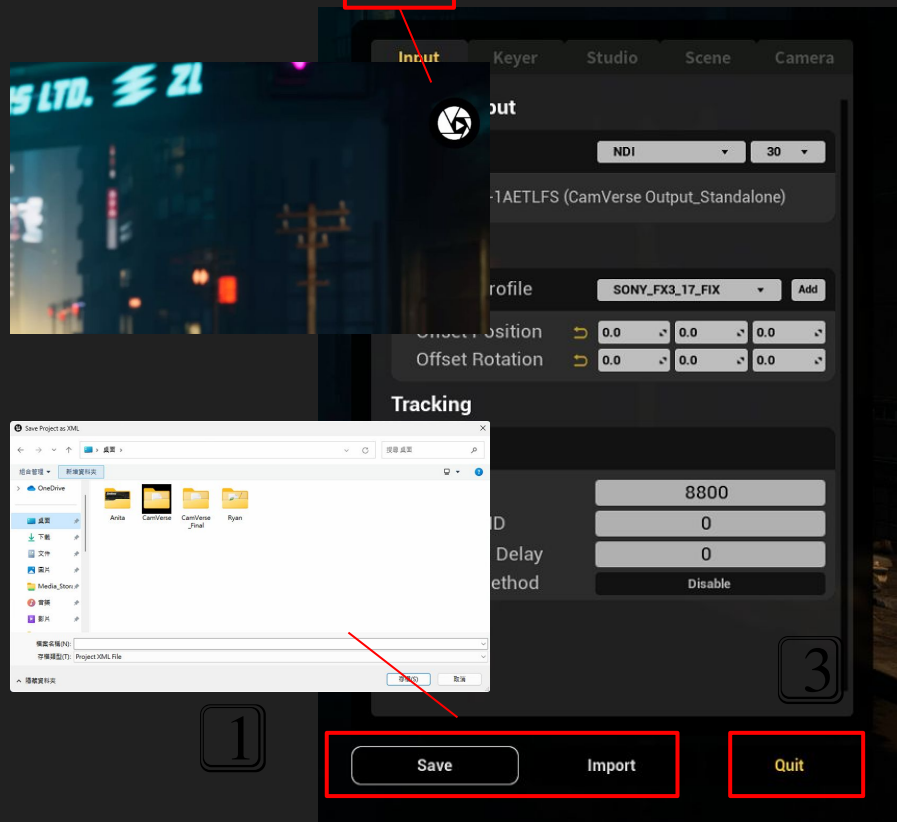 Input Keyer Studio Scene Camera
S LTD.
ZL
out
NDI 30
-1AETLFS (CamVerse Output_Standalone)
rofile SONY_FX3_17_FIX Add
Offset Position 0.0 0.0 0.0
Offset Rotation 0.0 0.0 0.0
Tracking
8800
ID 0
Delay 0
ethod Disable
Save Project as XML
桌面
搜尋 桌面
組合管理 新增資料夾
OneDrive
桌面
下載
文件
圖片
Media_Stor
音樂
影片
Anita CamVerse CamVerse_Final Ryan
檔案名稱(N):
存檔類型(T): Project XML File
隱藏資料夾 存檔(S) 取消
1
3
Save Import Quit